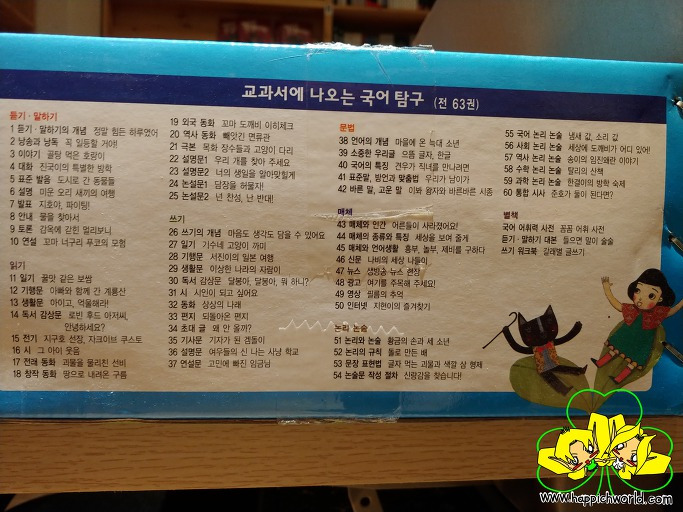 교과서에 나오는 국어 탐구 (전 63권)
듣기 · 말하기
1 듣기 · 말하기의 개념 정말 힘든 하루였어
2 낭송과 낭독 꼭 일등할 거야!
3 이야기 골탕 먹은 호랑이
4 대화 진국이의 특별한 방학
5 표준 발음 도시로 간 동물들
6 설명 미운 오리 새끼의 여행
7 발표 지호야, 파이팅!
8 안내 물을 찾아서
9 토론 감옥에 갇힌 멀리보니
10 연설 꼬마 너구리 푸코의 모험
읽기
11 일기 꿀맛 같은 보쌈
12 기행문 아빠와 함께 간 계룡산
13 생활문 아이고, 억울해라!
14 독서 감상문 로빈 후드 아저씨,
안녕하세요?
15 전기 지구호 선장, 자크이브 쿠스토
16 시 그 아이 웃음
17 전래 동화 괴물을 물리친 선비
18 창작 동화 땅으로 내려온 구름
19 외국 동화 꼬마 도깨비 이히체크
20 역사 동화 빼앗긴 면류관
21 극본 목화 장수들과 고양이 다리
22 설명문1 우리 개를 찾아 주세요
23 설명문2 너의 생일을 알아맞힐게
24 논설문1 담장을 허물자!
25 논설문2 넌 찬성, 난 반대!
쓰기
26 쓰기의 개념 마음도 생각도 담을 수 있어요
27 일기 기수네 고양이 까미
28 기행문 서진이의 일본 여행
29 생활문 이상한 나라의 자람이
30 독서 감상문 달봉아, 달봉아, 뭐 하니?
31 시 시인이 되고 싶어요
32 동화 상상의 나래
33 편지 되돌아온 편지
34 초대 글 왜 안 올까?
35 기사문 기자가 된 겜돌이
36 설명문 여우들의 신 나는 사냥 학교
37 연설문 고민에 빠진 임금님
문법
38 언어의 개념 마을에 온 늑대 소년
39 소중한 우리글 으뜸 글자, 한글
40 국어의 특징 견우가 직녀를 만나려면
41 표준말, 방언과 맞춤법 우리가 남이가
42 바른 말, 고운 말 이봐 왕자와 바른바른 시종
매체
43 매체와 인간 어른들이 사라졌어요!
44 매체의 종류와 특징 세상을 보여 줄게
45 매체와 언어생활 흥부, 놀부, 제비를 구하다
46 신문 나비의 세상 나들이
47 뉴스 생방송 뉴스 현장
48 광고 여기를 주목해 주세요!
49 영상 필름의 추억
50 인터넷 지현이의 즐겨찾기
논리 논술
51 논리와 논술 황금의 손과 세 소년
52 논리의 규칙 돌로 만든 배
53 문장 표현법 글자 먹는 괴물과 색깔 삼 형제
54 논술문 작성 절차 신랑감을 찾습니다!
55 국어 논리 논술 냄새 값, 소리 값
56 사회 논리 논술 세상에 도깨비가 어디 있어!
57 역사 논리 논술 송이의 임진왜란 이야기
58 수학 논리 논술 탈리의 산책
59 과학 논리 논술 한결이의 방학 숙제
60 통합 시사 준호가 둘이 된다면?
별책
국어 어휘력 사전 꼼꼼 어휘 사전
듣기 · 말하기 대본 들으면 말이 술술
쓰기 워크북 갈래별 글쓰기
www.happichworld.com